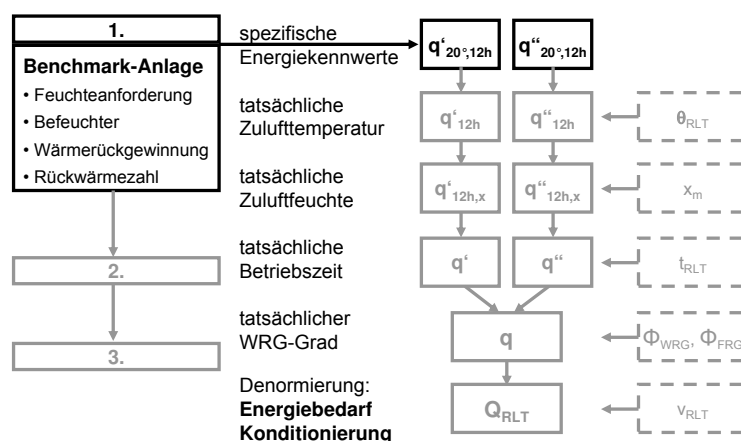 1.
Benchmark-Anlage
• Feuchteanforderung
• Befeuchter
• Wärmerückgewinnung
• Rückwärmezahl
2.
3.
spezifische
Energiekennwerte
q‘20°,12h
q“20°,12h
tatsächliche
Zulufttemperatur
q‘12h
q“12h
θRLT
tatsächliche
Zuluftfeuchte
q‘12h,x
q“12h,x
xm
tatsächliche
Betriebszeit
q‘
q“
tRLT
tatsächlicher
WRG-Grad
q
ΦWRG, ΦFRG
Denormierung:
Energiebedarf
Konditionierung
QRLT
vRLT